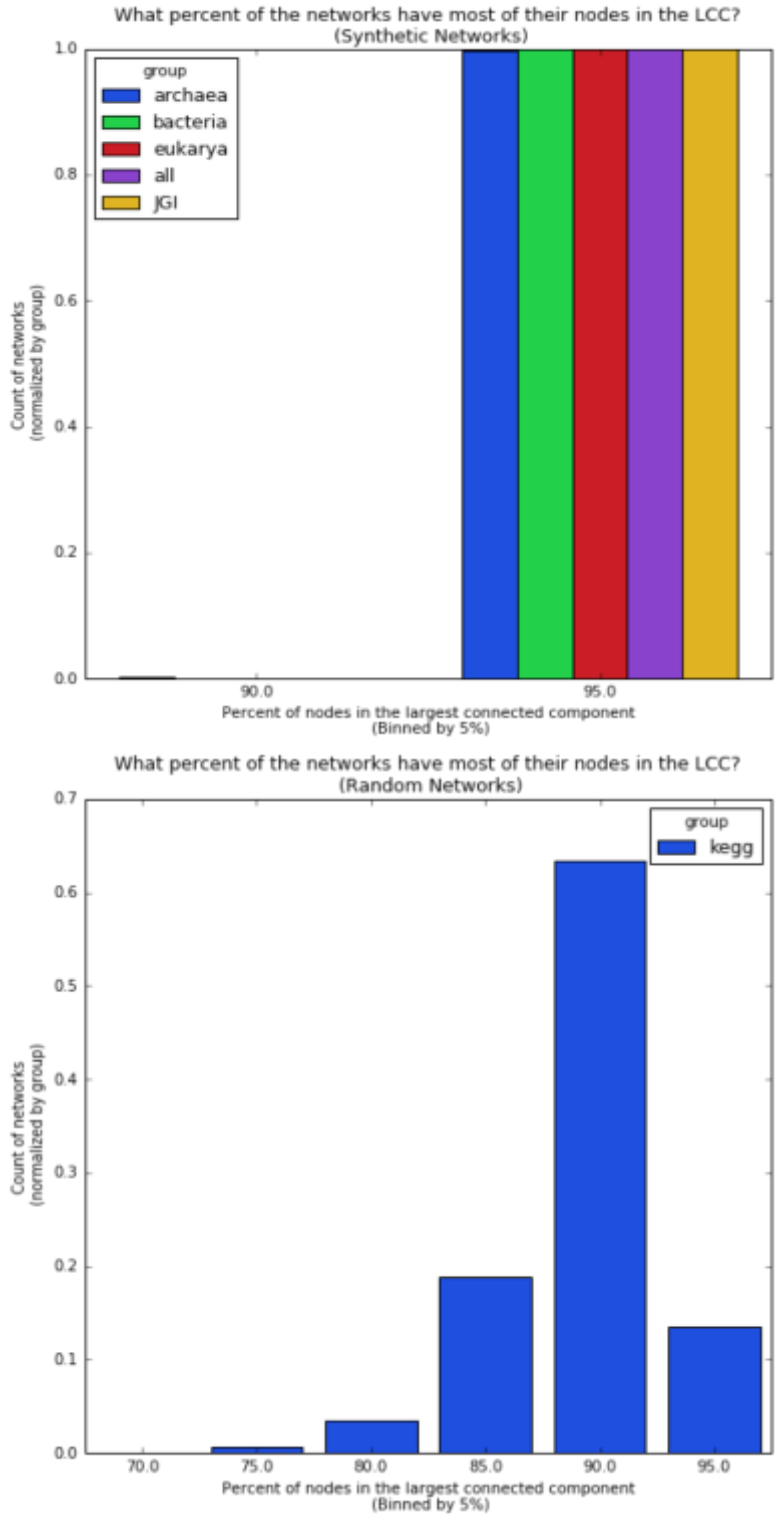 What percent of the networks have most of their nodes in the LCC?
(Synthetic Networks)
1.0
0.8
0.6
0.4
0.2
0.0
Count of networks
(normalized by group)
group
archaea
bacteria
eukarya
all
JGI
90.0
95.0
Percent of nodes in the largest connected component
(Binned by 5%)
What percent of the networks have most of their nodes in the LCC?
(Random Networks)
0.7
0.6
0.5
0.4
0.3
0.2
0.1
0.0
Count of networks
(normalized by group)
group
kegg
70.0
75.0
80.0
85.0
90.0
95.0
Percent of nodes in the largest connected component
(Binned by 5%)